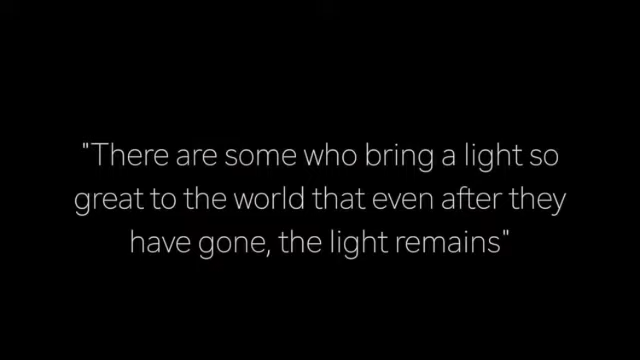 "There are some who bring a light so
great to the world that even after they
have gone, the light remains"